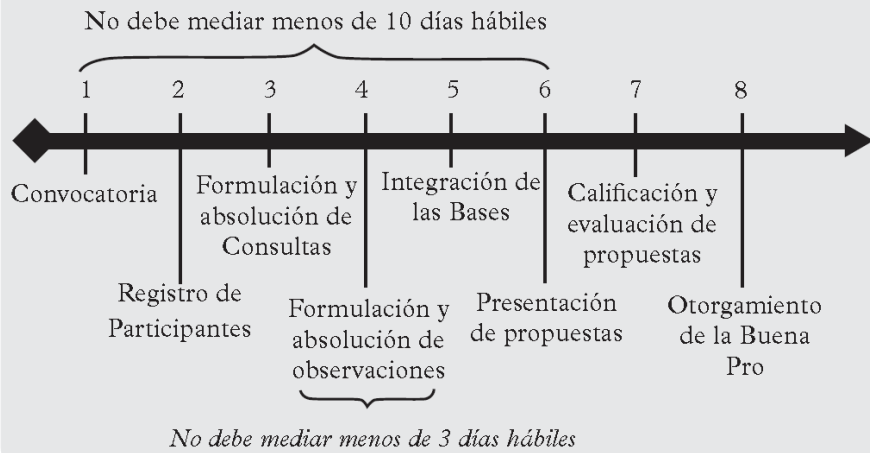 No debe mediar menos de 10 días hábiles
1 2 3 4 5 6 7 8
Convocatoria
Registro de
Participantes
Formulación y
absolución de
Consultas
Formulación y
absolución de
observaciones
Integración de
las Bases
Presentación
de propuestas
Calificación y
evaluación de
propuestas
Otorgamiento
de la Buena
Pro
No debe mediar menos de 3 días hábiles